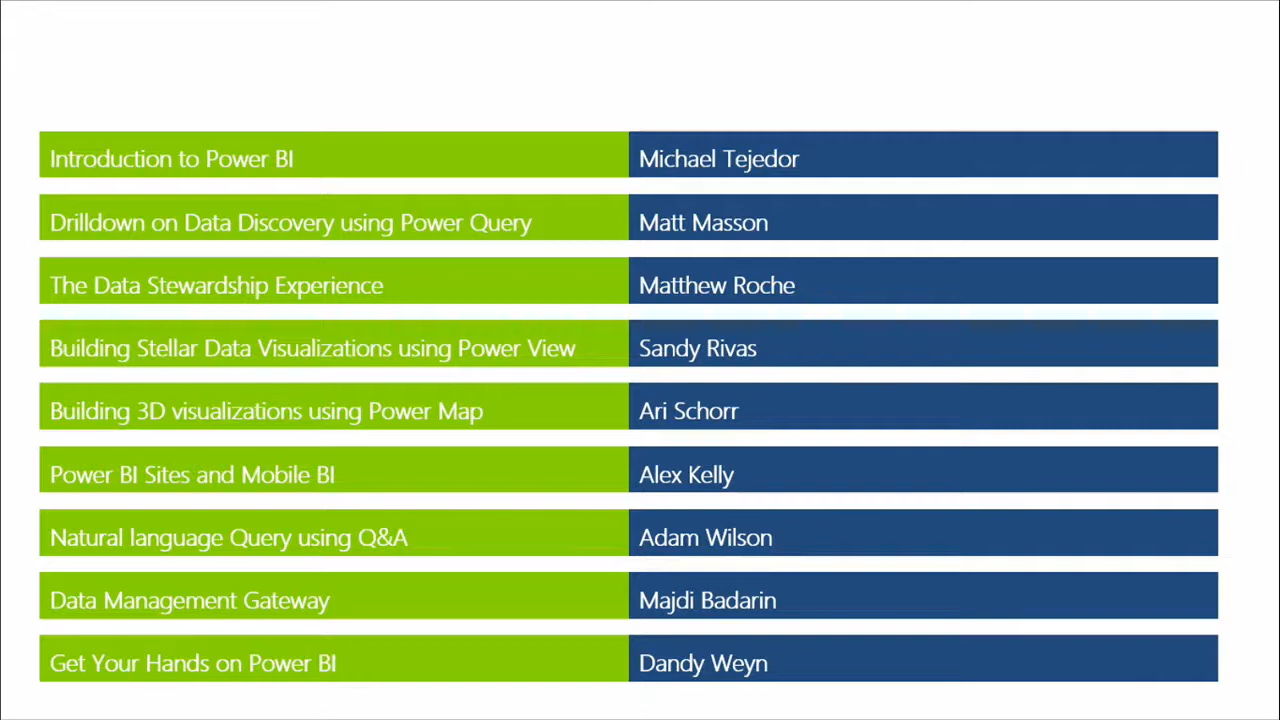 Introduction to Power BI Michael Tejedor
Drilldown on Data Discovery using Power Query Matt Masson
The Data Stewardship Experience Matthew Roche
Building Stellar Data Visualizations using Power View Sandy Rivas
Building 3D visualizations using Power Map Ari Schorr
Power BI Sites and Mobile BI Alex Kelly
Natural language Query using Q&A Adam Wilson
Data Management Gateway Majdi Badarin
Get Your Hands on Power BI Dandy Weyn